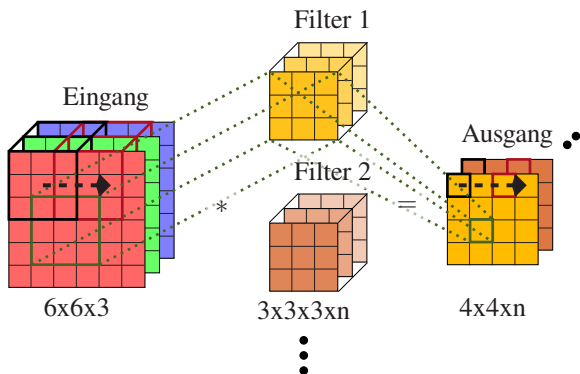 Filter 1
Eingang
Ausgang
Filter 2
*
=
6x6x3
3x3x3xn
4x4xn